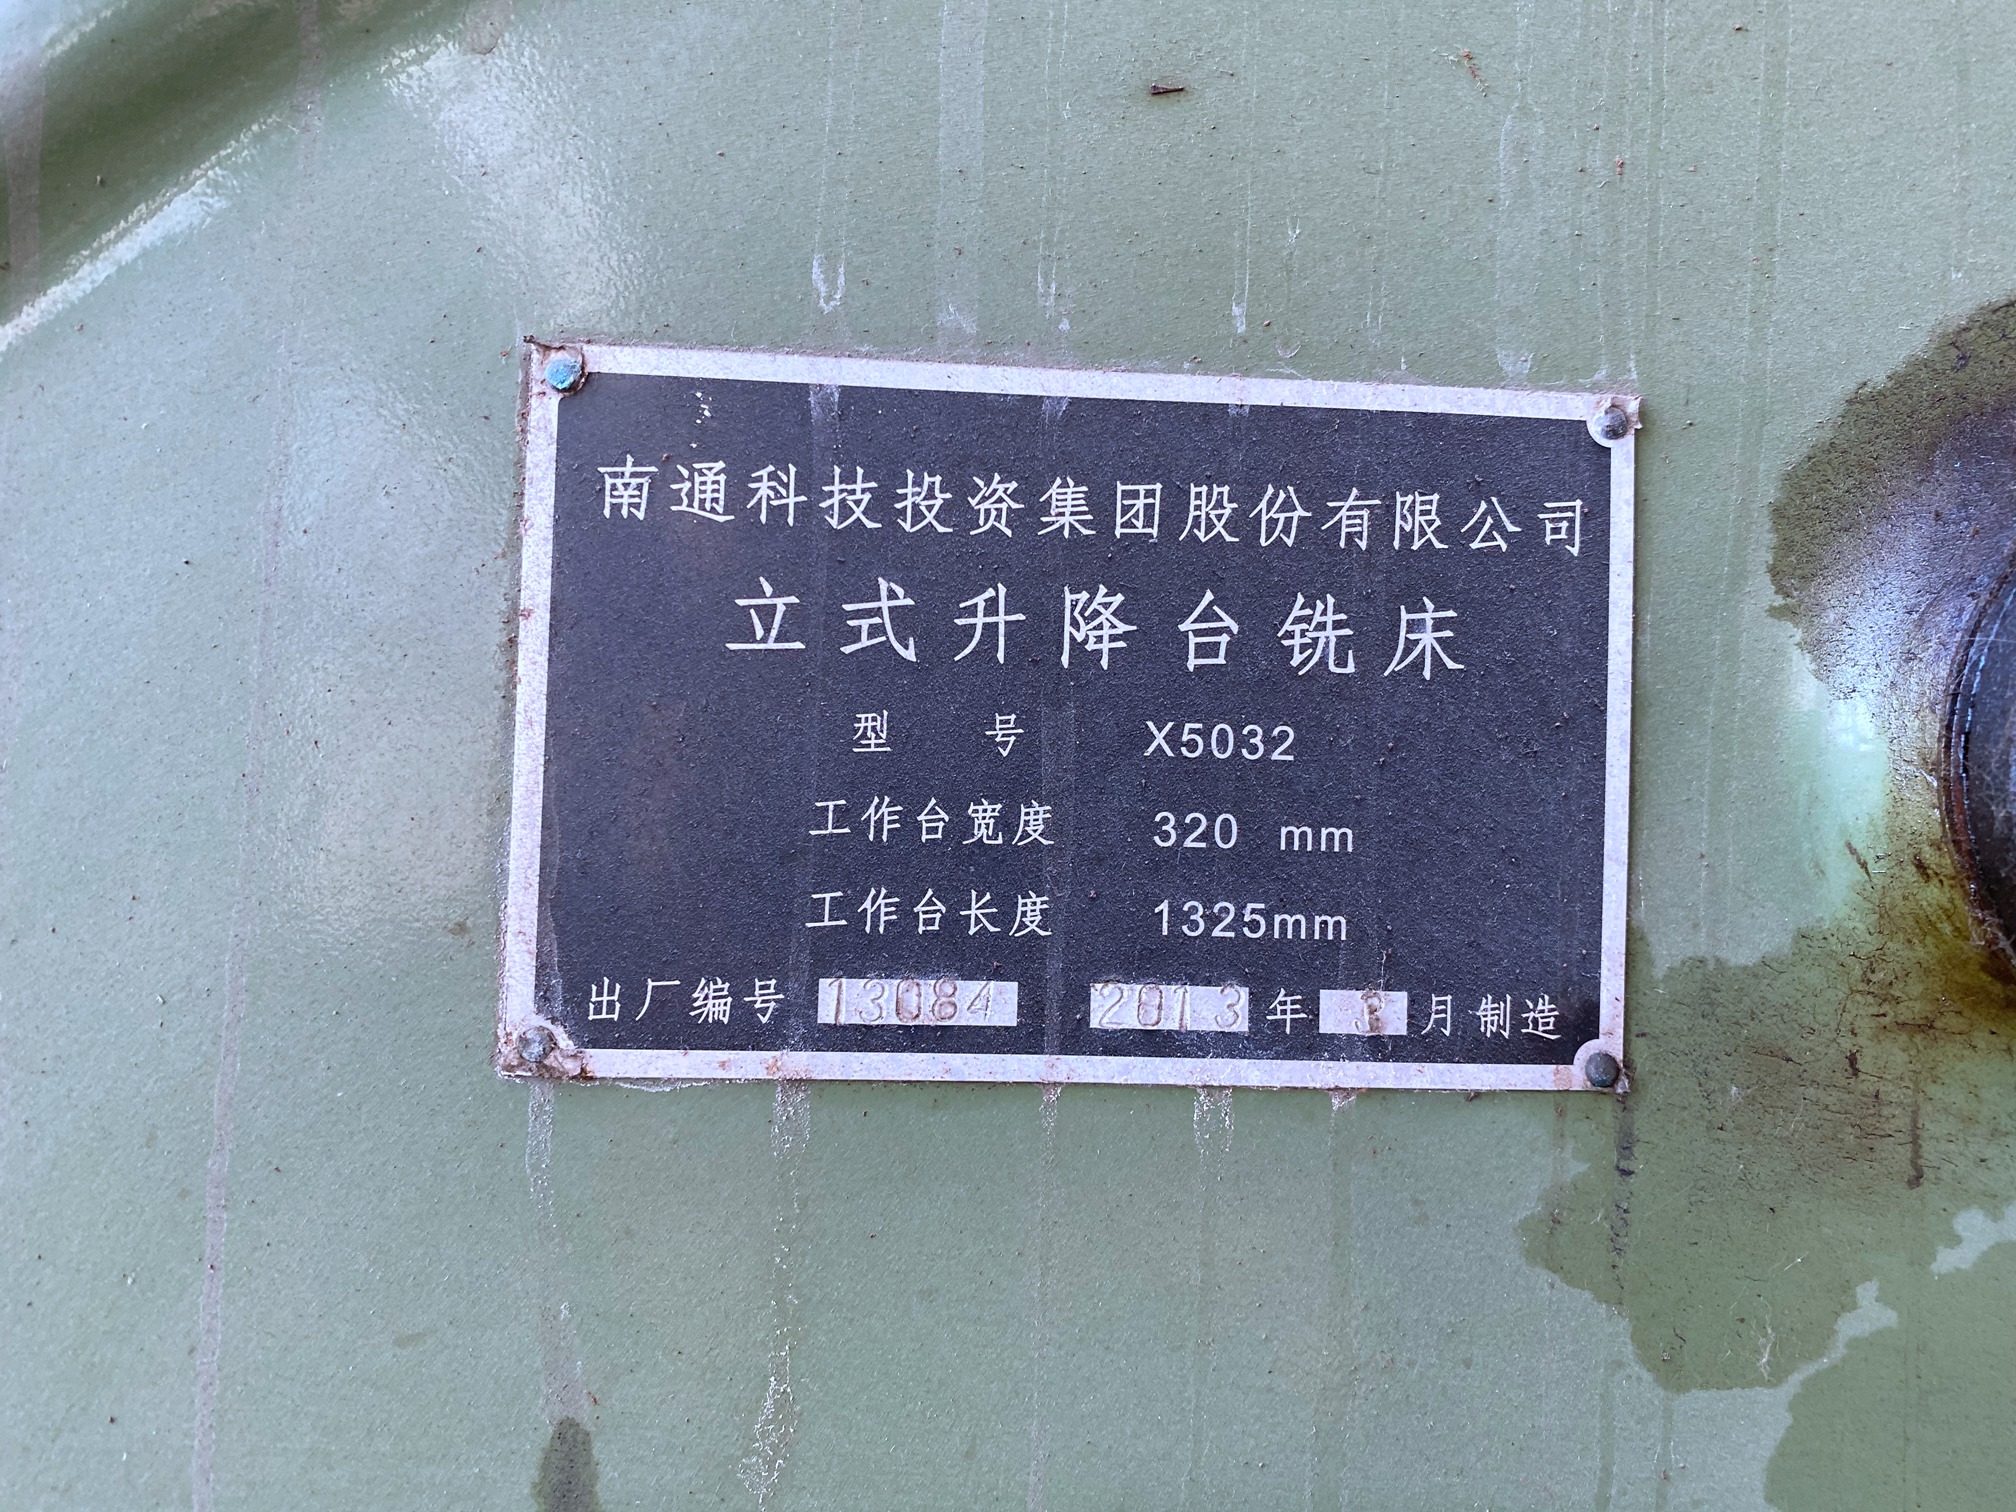 南通科技投资集团股份有限公司
立式升降台铣床
型 号 X5032
工作台宽度 320 mm
工作台长度 1325mm
出厂编号 13084 2013年 3月制造